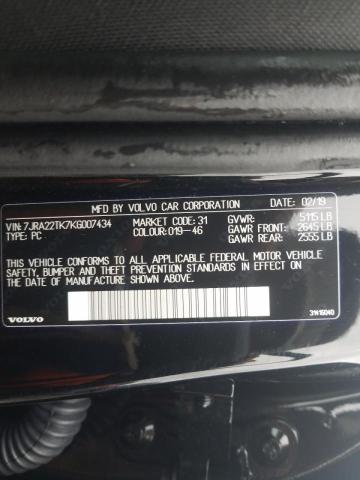 MFD BY VOLVO CAR CORPORATION 02/19
VIN: 7JRA22TK7KG007434 MARKET CODE: 31 GVWR: 5115 LB
TYPE: PC COLOUR: 019-46 GAWR FRONT: 2645 LB
GAWR REAR: 2555 LB
THIS VEHICLE CONFORMS TO ALL APPLICABLE FEDERAL MOTOR VEHICLE
SAFETY, BUMPER AND THEFT PREVENTION STANDARDS IN EFFECT ON
THE DATE OF MANUFACTURE SHOWN ABOVE.
VOLVO 31416040